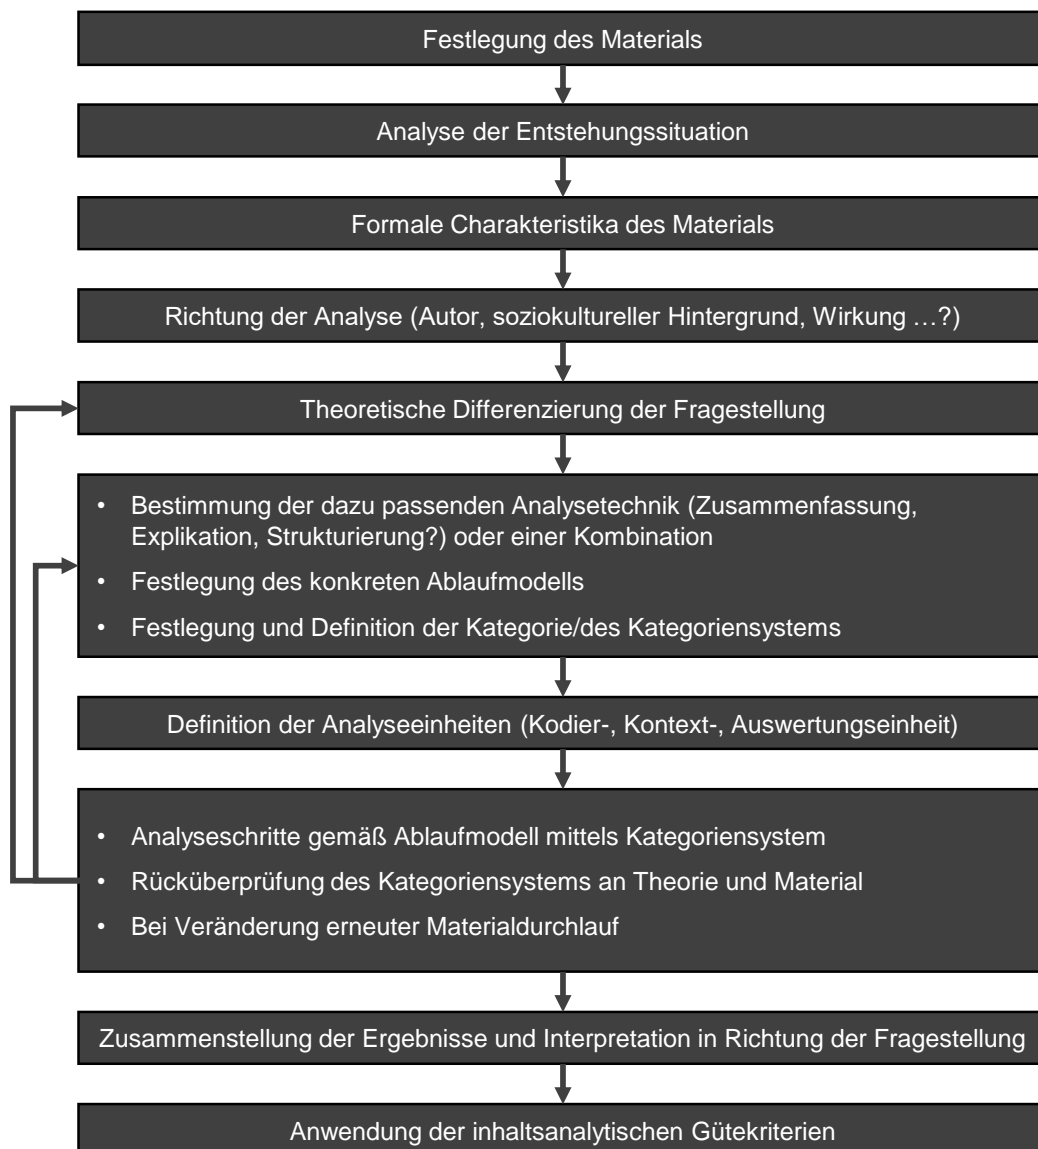 Festlegung des Materials
Analyse der Entstehungssituation
Formale Charakteristika des Materials
Richtung der Analyse (Autor, soziokultureller Hintergrund, Wirkung …?)
Theoretische Differenzierung der Fragestellung
• Bestimmung der dazu passenden Analysetechnik (Zusammenfassung,
Explikation, Strukturierung?) oder einer Kombination
• Festlegung des konkreten Ablaufmodells
• Festlegung und Definition der Kategorie/des Kategoriensystems
Definition der Analyseeinheiten (Kodier-, Kontext-, Auswertungseinheit)
• Analyseschritte gemäß Ablaufmodell mittels Kategoriensystem
• Rücküberprüfung des Kategoriensystems an Theorie und Material
• Bei Veränderung erneuter Materialdurchlauf
Zusammenstellung der Ergebnisse und Interpretation in Richtung der Fragestellung
Anwendung der inhaltsanalytischen Gütekriterien